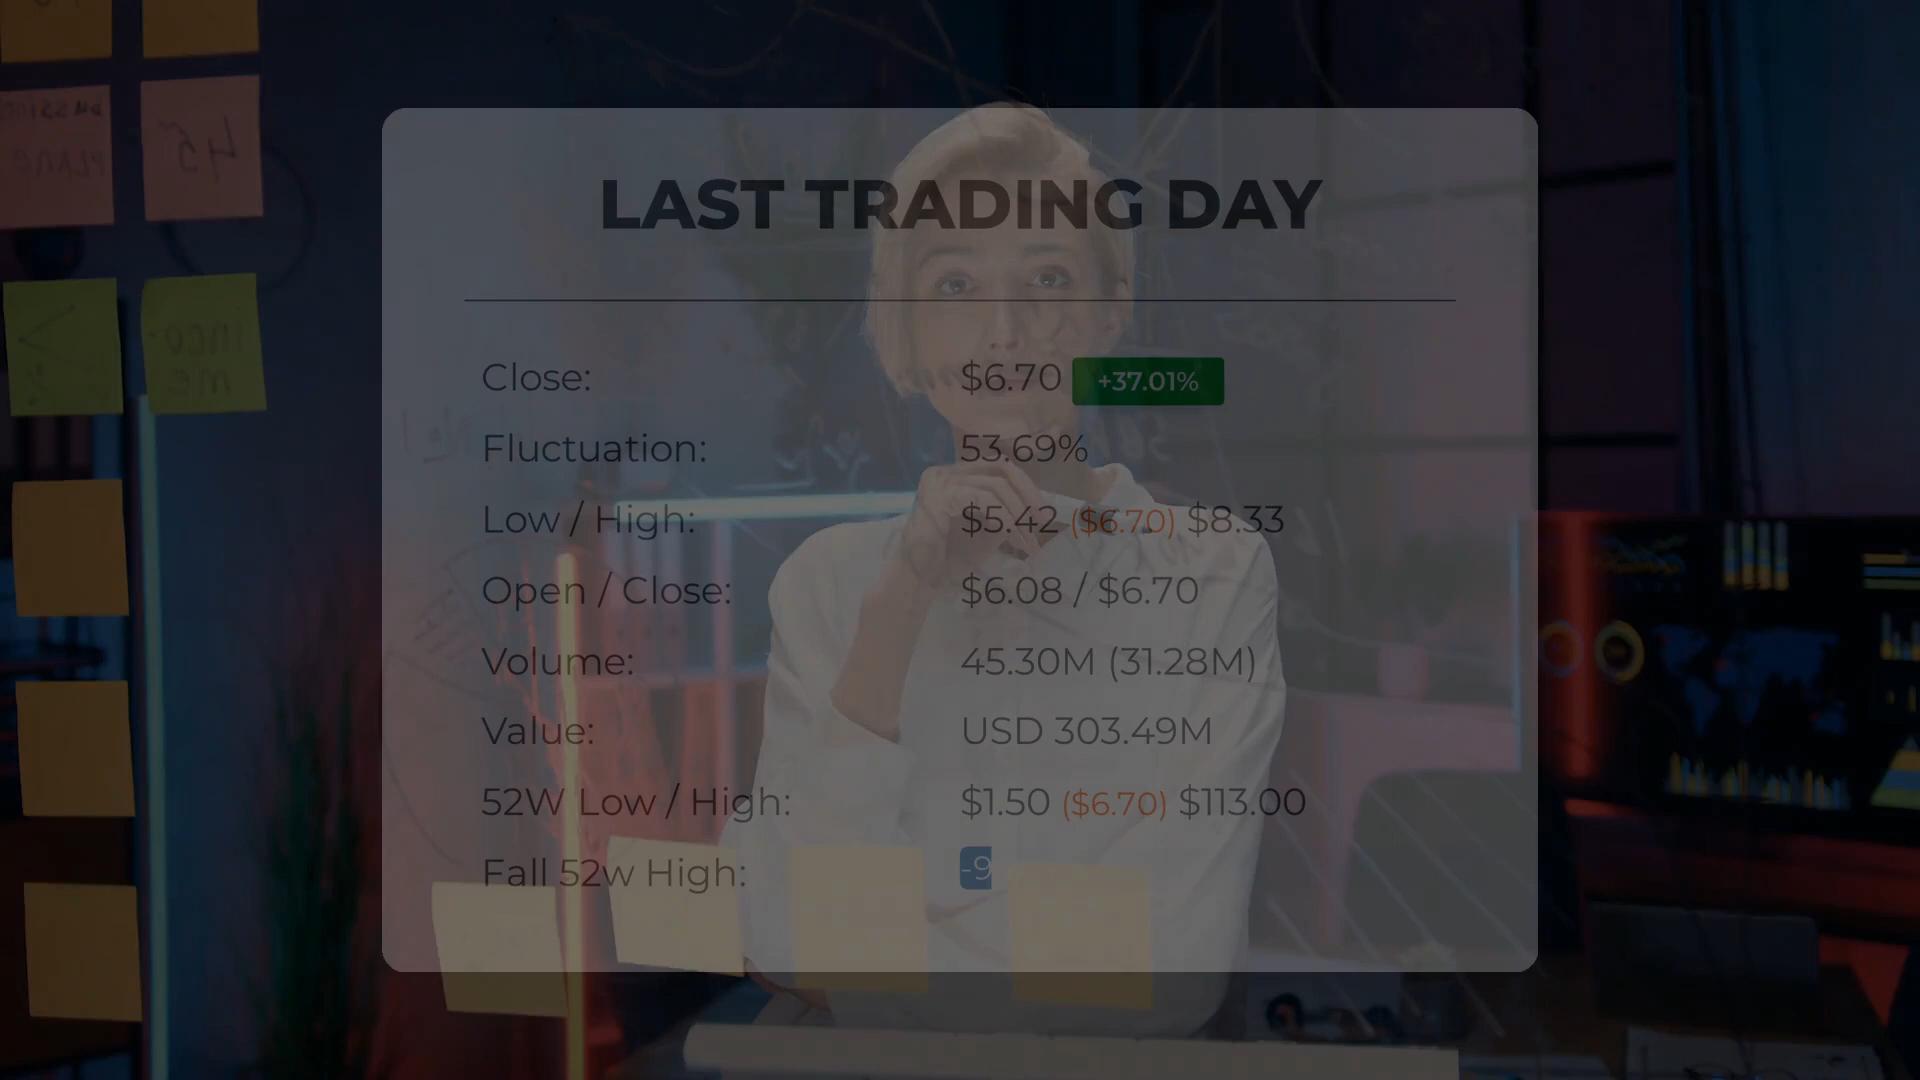 LAST TRADING DAY
Close: $6.70 +37.01%
Fluctuation: 53.69%
Low / High: $5.42 ($6.70) $8.33
Open / Close: $6.08 / $6.70
Volume: 45.30M (31.28M)
Value: USD 303.49M
52W Low / High: $1.50 ($6.70) $113.00
Fall 52w High: -9